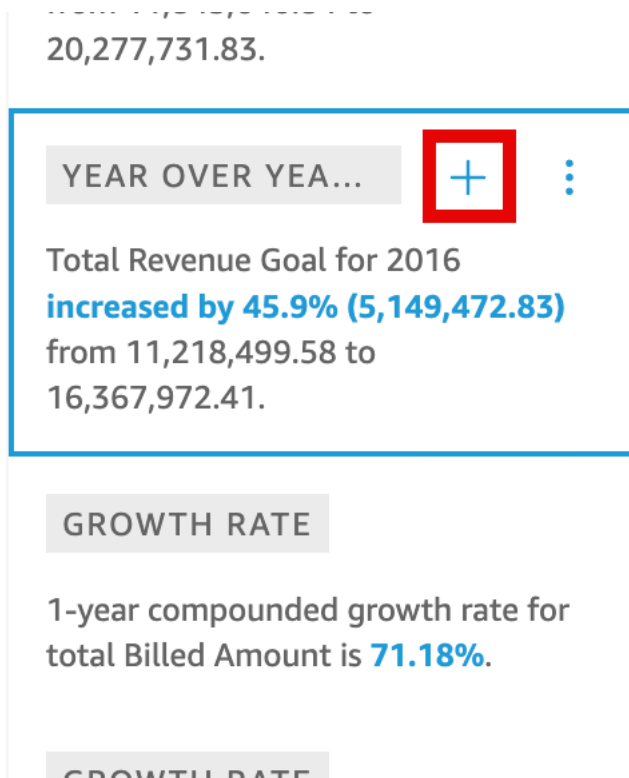 20,277,731.83.
YEAR OVER YEA...
Total Revenue Goal for 2016
increased by 45.9% (5,149,472.83)
from 11,218,499.58 to
16,367,972.41.
GROWTH RATE
1-year compounded growth rate for
total Billed Amount is 71.18%.
GROWTH RATE